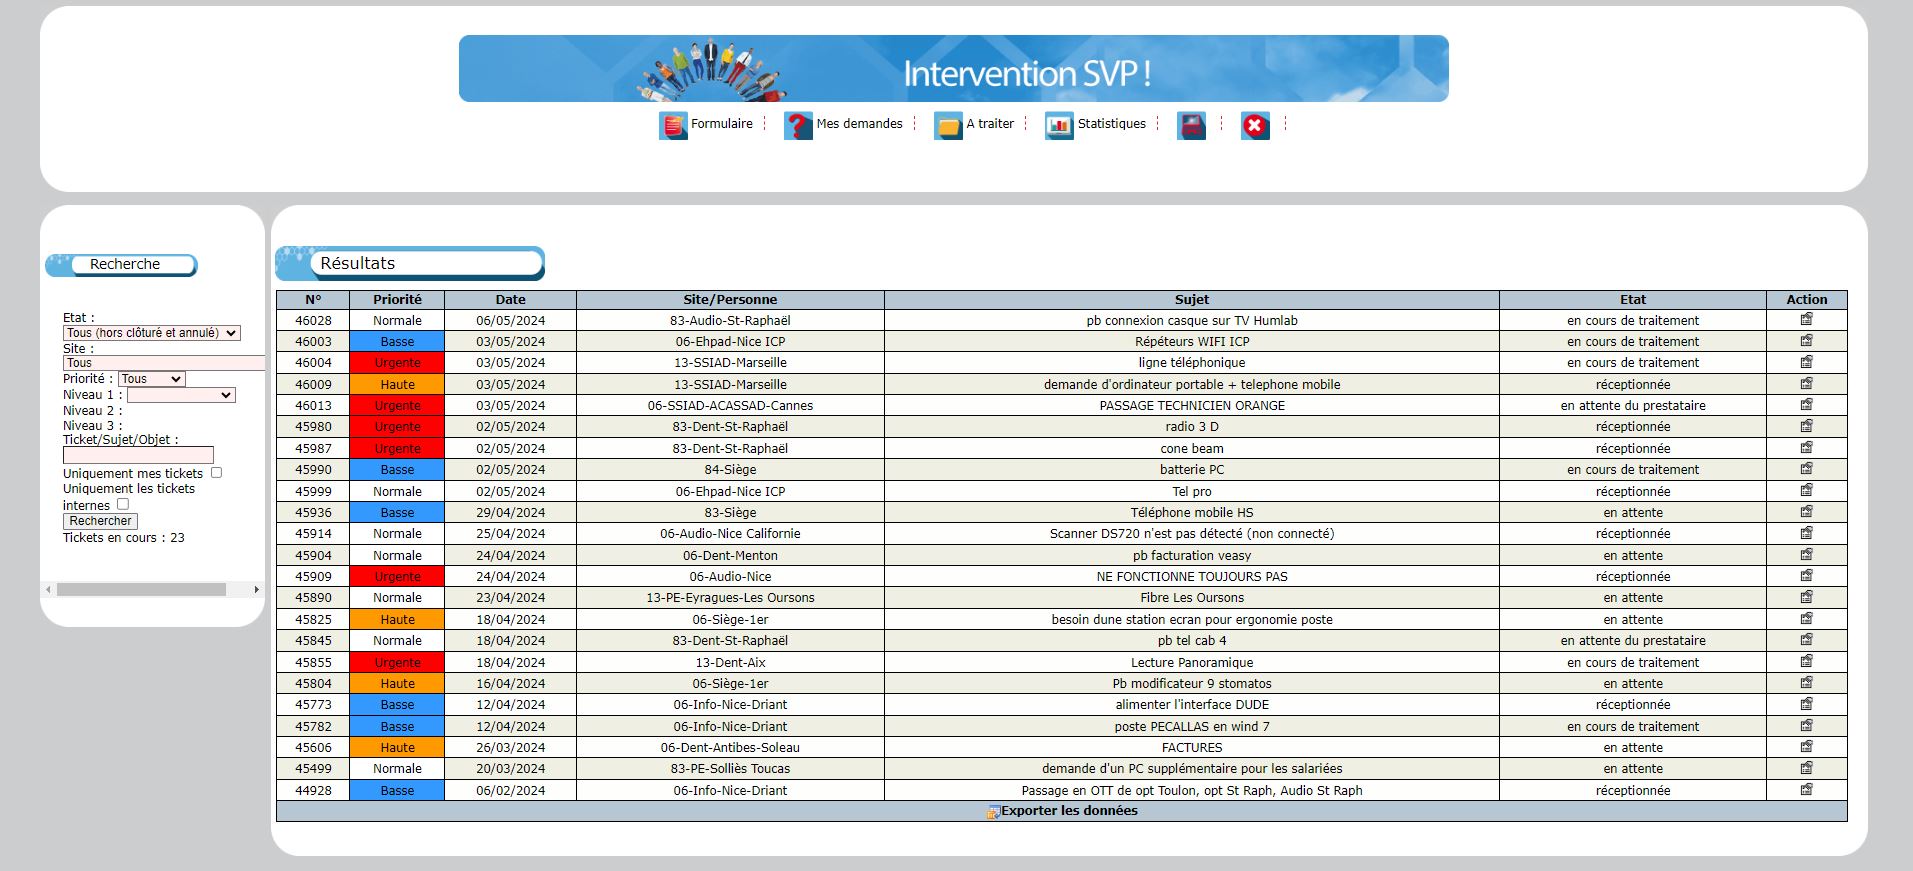 Intervention SVP !
Formulaire Mes demandes A traiter Statistiques
Recherche
Etat :
Tous (hors clôturé et annulé)
Site :
Tous
Priorité : Tous
Niveau 1 :
Niveau 2 :
Niveau 3 :
Ticket/Sujet/Objet :
Uniquement mes tickets
Uniquement les tickets
internes
Rechercher
Tickets en cours : 23
Résultats
N° Priorité Date Site/Personne Sujet Etat Action
46028 Normale 06/05/2024 83-Audio-St-Raphaël pb connexion casque sur TV Humlab en cours de traitement
46003 Basse 03/05/2024 06-Ehpad-Nice ICP Répéteurs WIFI ICP en cours de traitement
46004 Urgente 03/05/2024 13-SSIAD-Marseille ligne téléphonique en cours de traitement
46009 Haute 03/05/2024 13-SSIAD-Marseille demande d'ordinateur portable + telephone mobile réceptionnée
46013 Urgente 03/05/2024 06-SSIAD-ACASSAD-Cannes PASSAGE TECHNICIEN ORANGE en attente du prestataire
45980 Urgente 02/05/2024 83-Dent-St-Raphaël radio 3 D réceptionnée
45987 Urgente 02/05/2024 83-Dent-St-Raphaël cone beam réceptionnée
45990 Basse 02/05/2024 84-Siège batterie PC en cours de traitement
45999 Normale 02/05/2024 06-Ehpad-Nice ICP Tel pro réceptionnée
45936 Basse 29/04/2024 83-Siège Téléphone mobile HS en attente
45914 Normale 25/04/2024 06-Audio-Nice Californie Scanner DS720 n'est pas détecté (non connecté) réceptionnée
45904 Normale 24/04/2024 06-Dent-Menton pb facturation veasy en attente
45909 Urgente 24/04/2024 06-Audio-Nice NE FONCTIONNE TOUJOURS PAS réceptionnée
45890 Normale 23/04/2024 13-PE-Eyragues-Les Oursons Fibre Les Oursons en attente
45825 Haute 18/04/2024 06-Siège-1er besoin dune station ecran pour ergonomie poste en attente
45845 Normale 18/04/2024 83-Dent-St-Raphaël pb tel cab 4 en attente du prestataire
45855 Urgente 18/04/2024 13-Dent-Aix Lecture Panoramique en cours de traitement
45804 Haute 16/04/2024 06-Siège-1er Pb modificateur 9 stomatos en attente
45773 Basse 12/04/2024 06-Info-Nice-Driant alimenter l'interface DUDE réceptionnée
45782 Basse 12/04/2024 06-Info-Nice-Driant poste PECALLAS en wind 7 en cours de traitement
45606 Haute 26/03/2024 06-Dent-Antibes-Soleau FACTURES en attente
45499 Normale 20/03/2024 83-PE-Solliès Toucas demande d'un PC supplémentaire pour les salariées en attente
44928 Basse 06/02/2024 06-Info-Nice-Driant Passage en OTT de opt Toulon, opt St Raph, Audio St Raph réceptionnée
Exporter les données